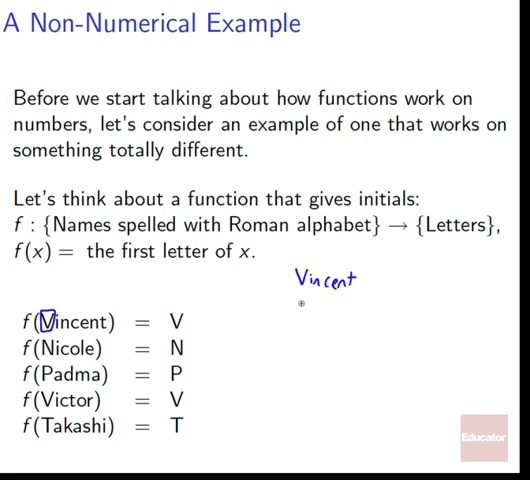 A Non-Numerical Example
Before we start talking about how functions work on
numbers, let's consider an example of one that works on
something totally different.
Let's think about a function that gives initials:
f : {Names spelled with Roman alphabet} → {Letters},
f(x) = the first letter of x.
Vincent
f(Vincent) = V
f(Nicole) = N
f(Padma) = P
f(Victor) = V
f(Takashi) = T
Educator